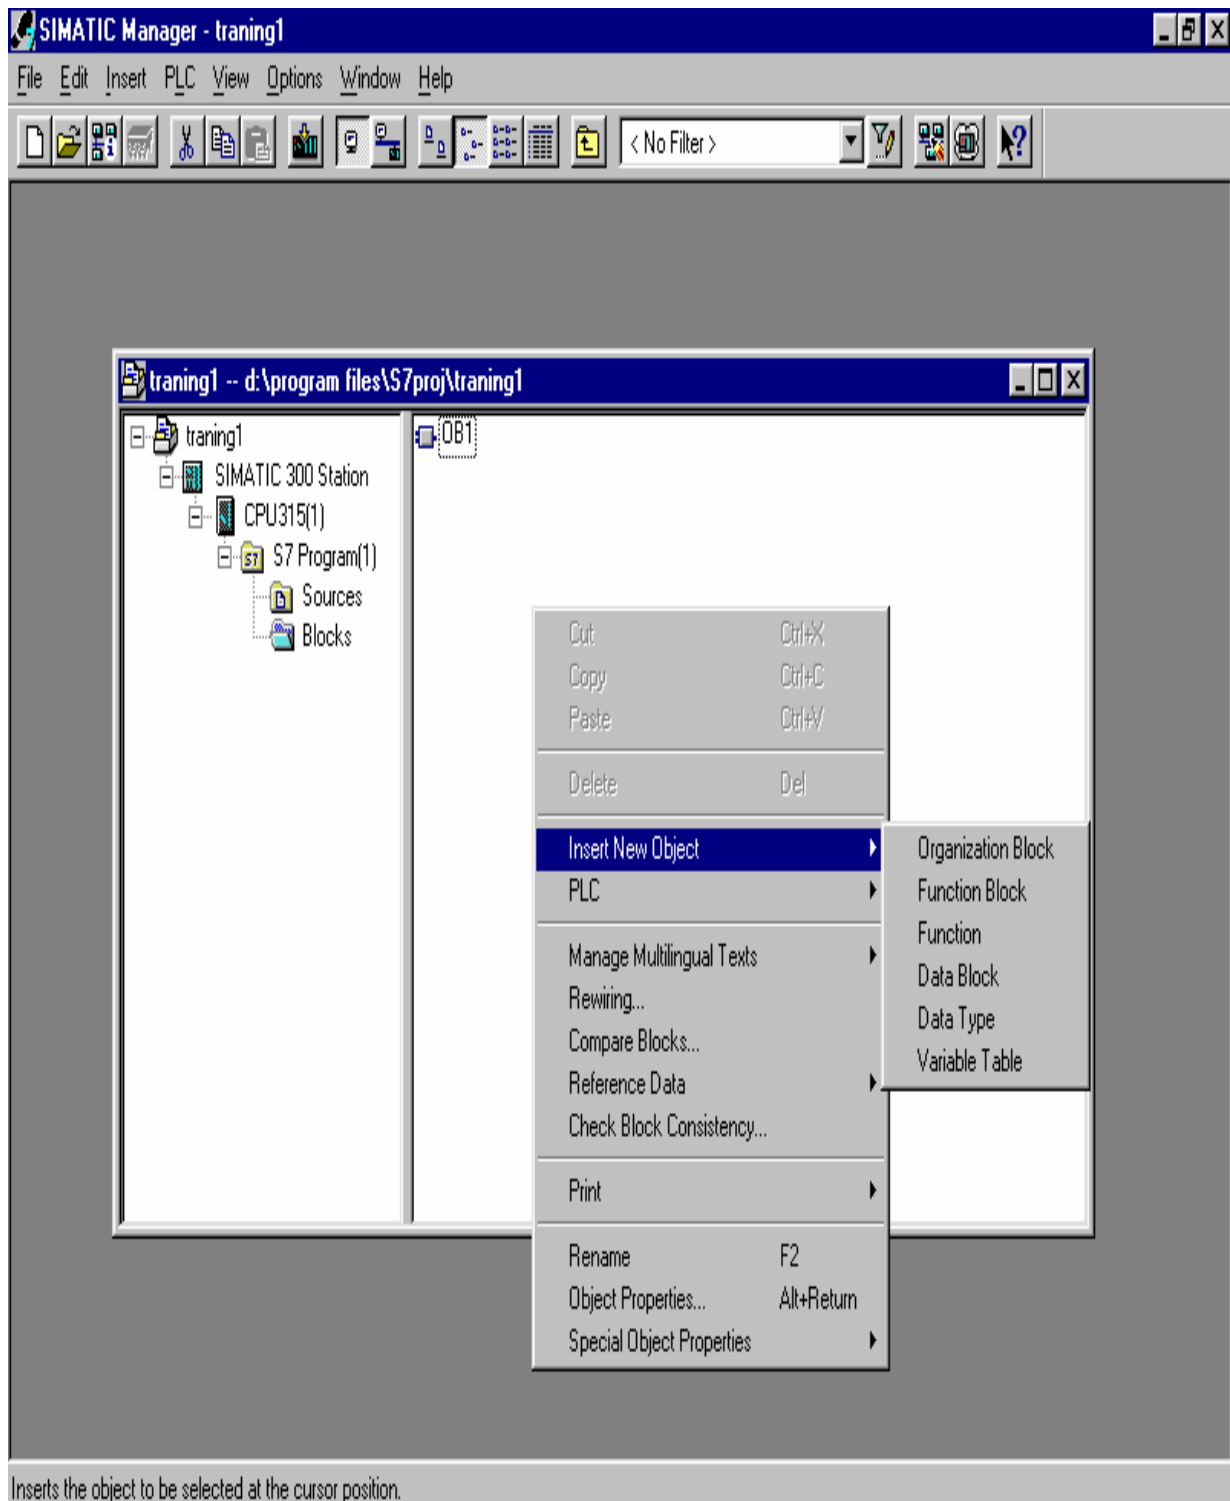 SIMATIC Manager - traning1
File Edit Insert PLC View Options Window Help
< No Filter >
traning1 -- d:\program files\S7proj\traning1
traning1
SIMATIC 300 Station
CPU315(1)
S7 Program(1)
Sources
Blocks
OB1
Cut Ctrl+X
Copy Ctrl+C
Paste Ctrl+V
Delete Del
Insert New Object
PLC
Manage Multilingual Texts
Rewiring...
Compare Blocks...
Reference Data
Check Block Consistency...
Print
Rename F2
Object Properties... Alt+Return
Special Object Properties
Organization Block
Function Block
Function
Data Block
Data Type
Variable Table
Inserts the object to be selected at the cursor position.